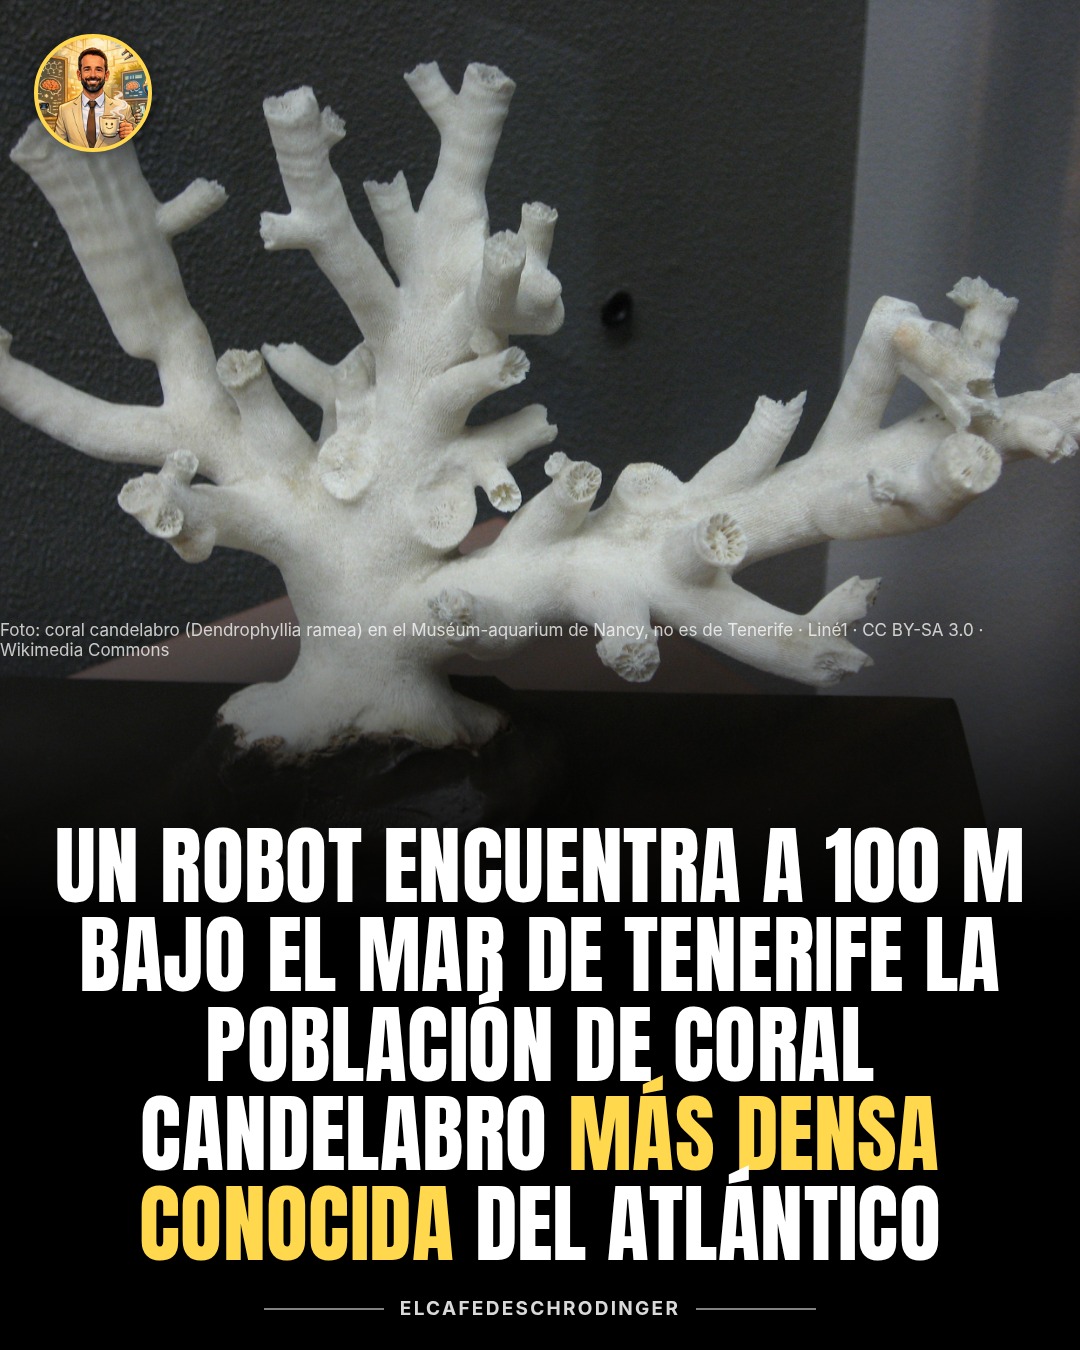 Foto: coral candelabro (Dendrophyllia ramea) en el Muséum-aquarium de Nancy, no es de Tenerife · Liné1 · CC BY-SA 3.0 ·
Wikimedia Commons
UN ROBOT ENCUENTRA A 100 M
BAJO EL MAR DE TENERIFE LA
POBLACIÓN DE CORAL
CANDELABRO MÁS DENSA
CONOCIDA DEL ATLÁNTICO
ELCAFEDESCHRODINGER